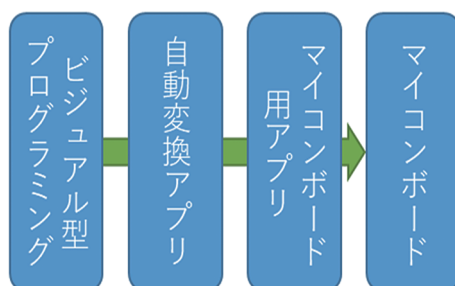 ビジュアル型
プログラミング
自動変換アプリ
マイコンボード
用アプリ
マイコンボード